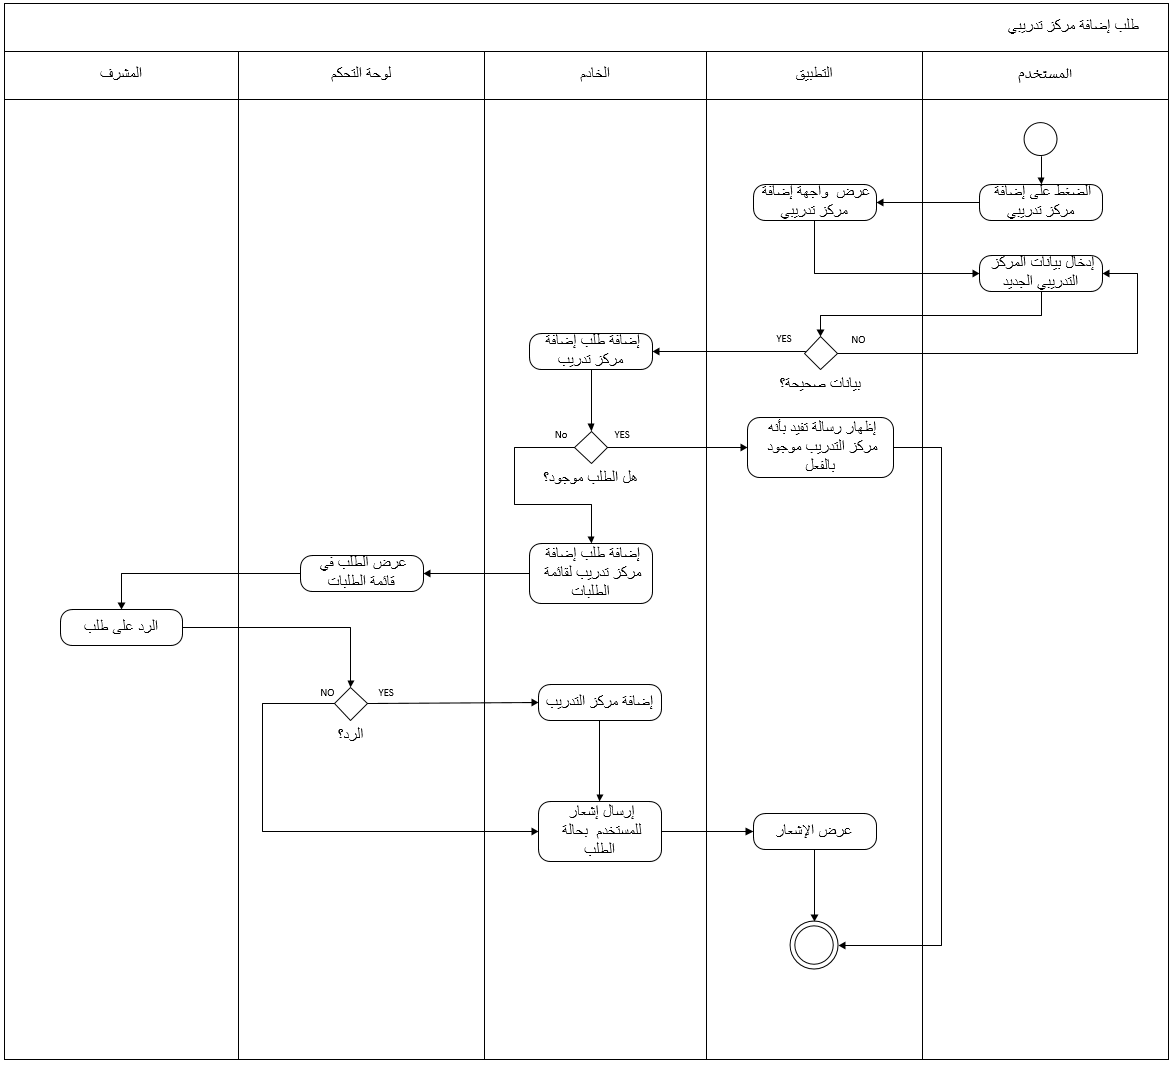 طلب إضافة مركز تدريبي
المستخدم
التطبيق
الخادم
لوحة التحكم
المشرف
الضغط على إضافة
مركز تدريبي
عرض واجهة إضافة
مركز تدريبي
إدخال بيانات المركز
التدريبي الجديد
YES
NO
بيانات صحيحة؟
إضافة طلب إضافة
مركز تدريب
No
YES
هل الطلب موجود؟
إظهار رسالة تفيد بأنه
مركز التدريب موجود
بالفعل
إضافة طلب إضافة
مركز تدريب لقائمة
الطلبات
عرض الطلب في
قائمة الطلبات
الرد على طلب
NO
YES
الرد؟
إضافة مركز التدريب
إرسال إشعار
للمستخدم بحالة
الطلب
عرض الإشعار